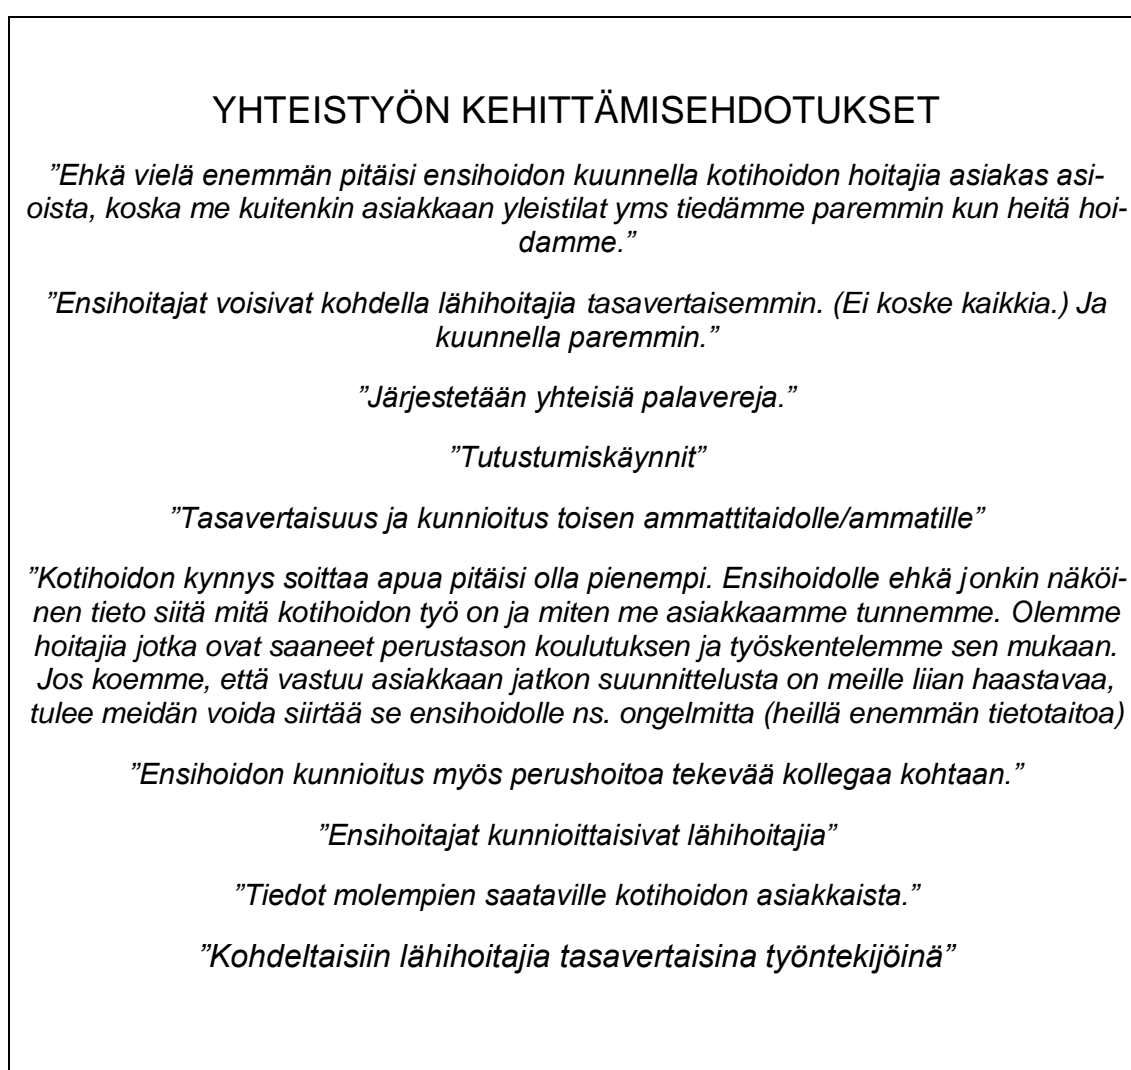 YHTEISTYÖN KEHITTÄMISEHDOTUKSET
”Ehkä vielä enemmän pitäisi ensihoidon kuunnella kotihoidon hoitajia asiakas asi-
oista, koska me kuitenkin asiakkaan yleistilat yms tiedämme paremmin kun heitä hoi-
damme.”
”Ensihoitajat voisivat kohdella lähihoitajia tasavertaisemmin. (Ei koske kaikkia.) Ja
kuunnella paremmin.”
”Järjestetään yhteisiä palavereja.”
”Tutustumiskäynnit”
”Tasavertaisuus ja kunnioitus toisen ammattitaidolle/ammatille”
”Kotihoidon kynnys soittaa apua pitäisi olla pienempi. Ensihoidolle ehkä jonkin näköi-
nen tieto siitä mitä kotihoidon työ on ja miten me asiakkaamme tunnemme. Olemme
hoitajia jotka ovat saaneet perustason koulutuksen ja työskentelemme sen mukaan.
Jos koemme, että vastuu asiakkaan jatkon suunnittelusta on meille liian haastavaa,
tulee meidän voida siirtää se ensihoidolle ns. ongelmitta (heillä enemmän tietotaitoa)
”Ensihoidon kunnioitus myös perushoitoa tekevää kollegaa kohtaan.”
”Ensihoitajat kunnioittaisivat lähihoitajia”
”Tiedot molempien saataville kotihoidon asiakkaista.”
”Kohdeltaisiin lähihoitajia tasavertaisina työntekijöinä”